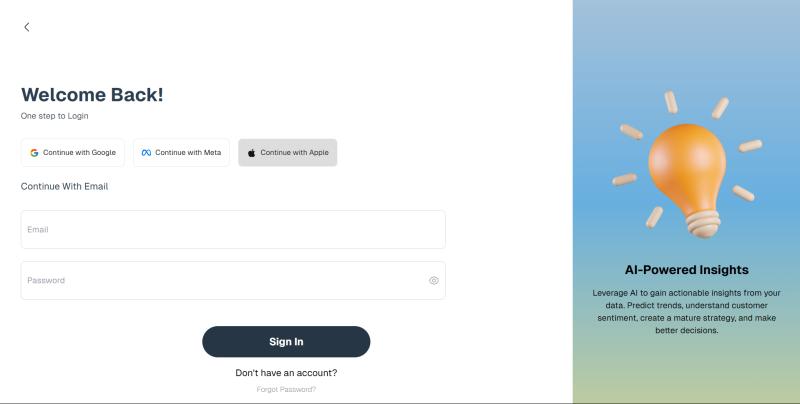 Welcome Back!
One step to Login
Continue with Google
Continue with Meta
Continue with Apple
Continue With Email
Email
Password
Sign In
Don't have an account?
Forgot Password?
AI-Powered Insights
Leverage AI to gain actionable insights from your
data. Predict trends, understand customer
sentiment, create a mature strategy, and make
better decisions.